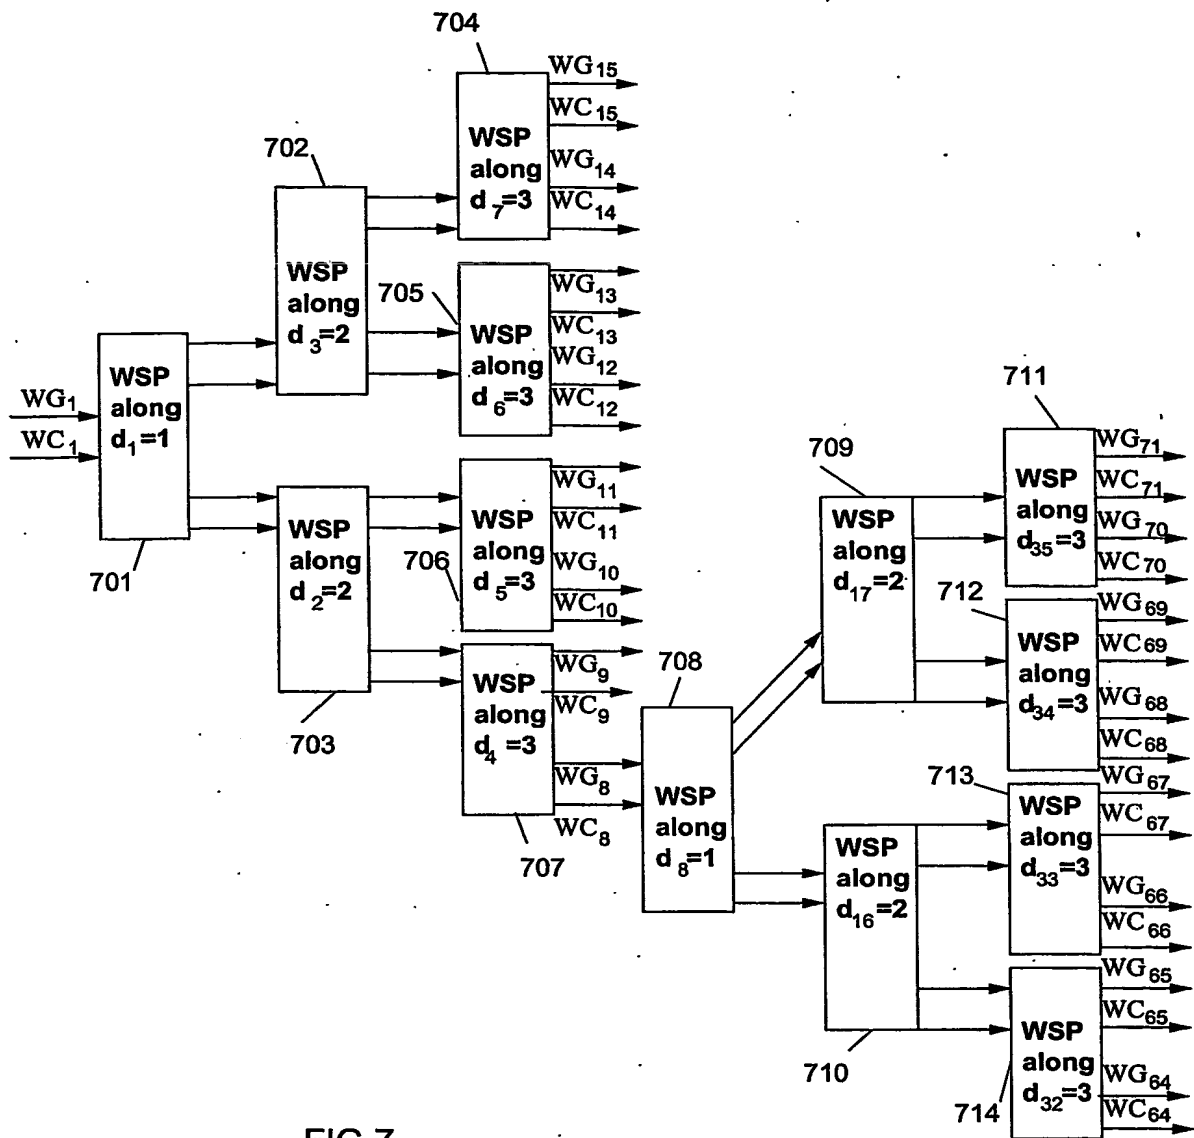 704
WSP
along
d₇=3
WG₁₅
WC₁₅
WG₁₄
WC₁₄
702
WSP
along
d₃=2
705
WSP
along
d₆=3
WG₁₃
WC₁₃
WG₁₂
WC₁₂
WG₁
WC₁
WSP
along
d₁=1
701
WSP
along
d₂=2
703
706
WSP
along
d₅=3
WG₁₁
WC₁₁
WG₁₀
WC₁₀
WSP
along
d₄=3
707
WG₉
WC₉
WG₈
WC₈
708
WSP
along
d₈=1
709
WSP
along
d₁₇=2
WSP
along
d₁₆=2
710
711
WSP
along
d₃₅=3
WG₇₁
WC₇₁
WG₇₀
WC₇₀
712
WSP
along
d₃₄=3
WG₆₉
WC₆₉
WG₆₈
WC₆₈
713
WSP
along
d₃₃=3
WG₆₇
WC₆₇
WG₆₆
WC₆₆
714
WSP
along
d₃₂=3
WG₆₅
WC₆₅
WG₆₄
WC₆₄